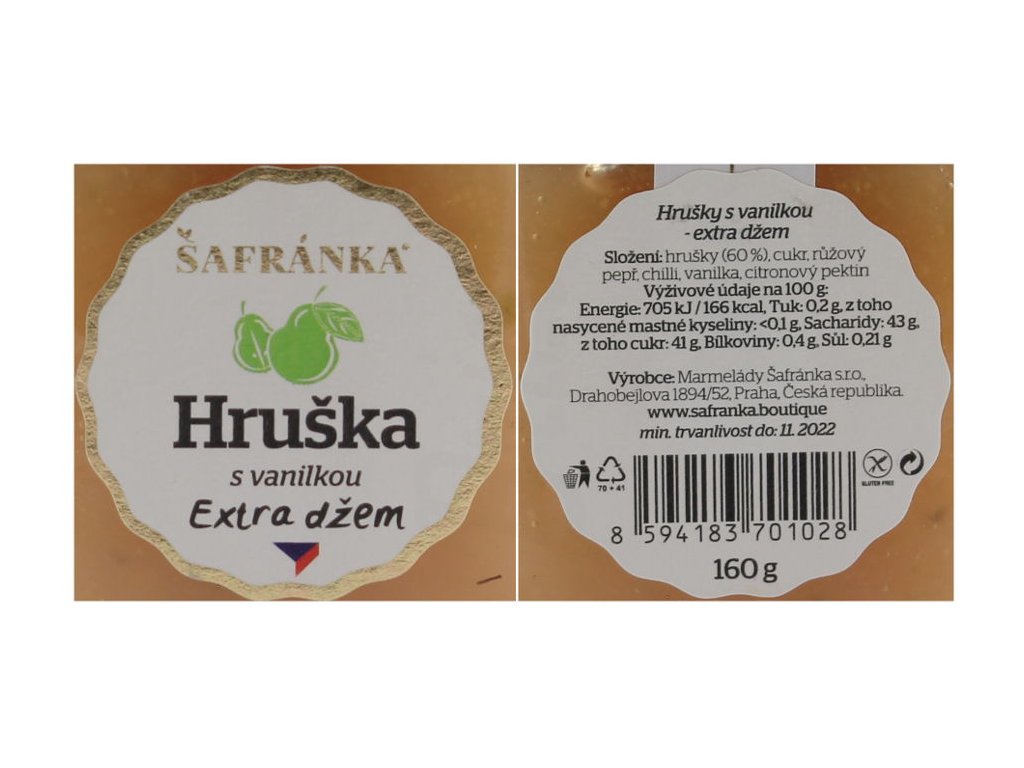 ŠAFRÁNKA
Hruška
s vanilkou
Extra džem
Hrušky s vanilkou
- extra džem
Složení: hrušky (60 %), cukr, růžový
pepř, chilli, vanilka, citronový pektin
Výživové údaje na 100 g:
Energie: 705 kJ / 166 kcal, Tuk: 0,2 g, z toho
nasycené mastné kyseliny: <0,1 g, Sacharidy: 43 g,
z toho cukr: 41 g, Bílkoviny: 0,4 g, Sůl: 0,21 g
Výrobce: Marmelády Šafránka s.r.o.,
Drahobejlova 1894/52, Praha, Česká republika.
www.safranka.boutique
min. trvanlivost do: 11. 2022
70 + 41
GLUTEN FREE
8 594183 701028
160 g